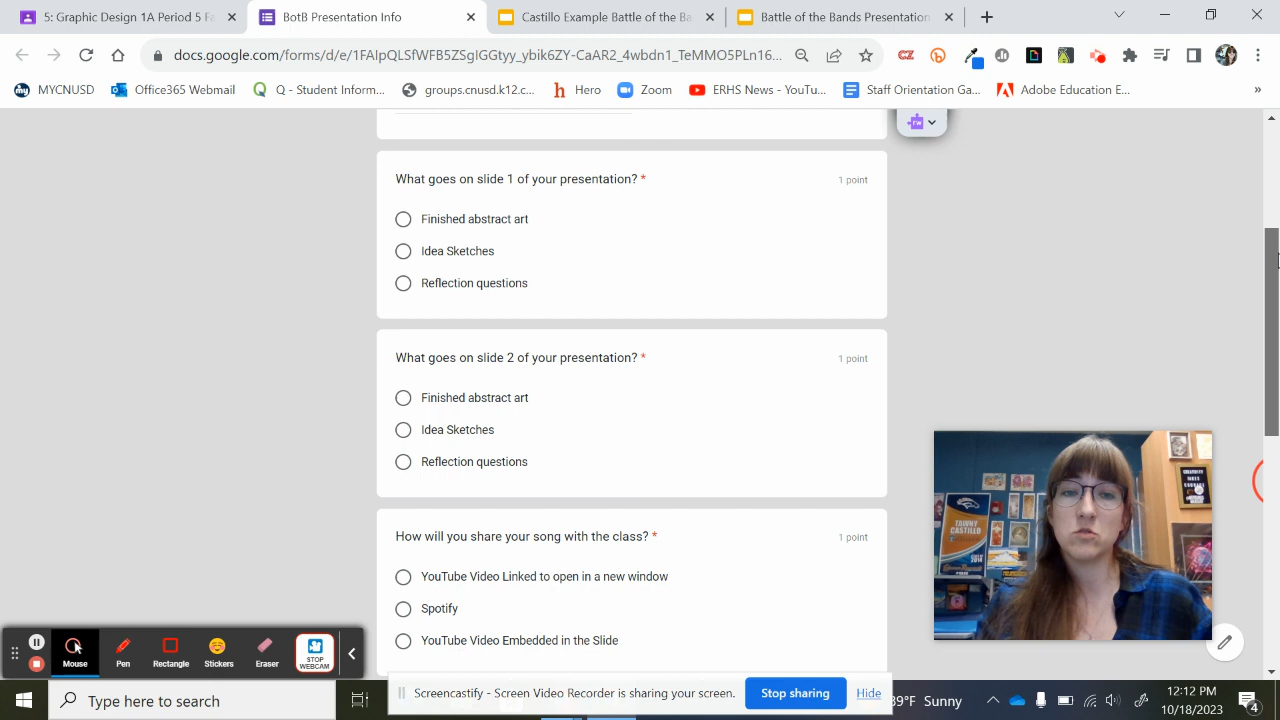 5: Graphic Design 1A Period 5 Fa
BotB Presentation Info
Castillo Example Battle of the Ba
Battle of the Bands Presentation
docs.google.com/forms/d/e/1FAIpQLSfWFB5ZSgIGGtyy_ybik6ZY-CaAR2_4wbdn1_TeMMO5PLn16...
MYCNUSD
Office365 Webmail
Q - Student Inform...
groups.cnusd.k12.c...
Hero
Zoom
ERHS News - YouTu...
Staff Orientation Ga...
Adobe Education E...
»
rw
What goes on slide 1 of your presentation? *
1 point
Finished abstract art
Idea Sketches
Reflection questions
What goes on slide 2 of your presentation? *
1 point
Finished abstract art
Idea Sketches
Reflection questions
How will you share your song with the class? *
1 point
YouTube Video Linked to open in a new window
Spotify
YouTube Video Embedded in the Slide
TAWNY
CASTILLO
Mouse
Pen
Rectangle
Stickers
Eraser
STOP
WEBCAM
Screencastify - Screen Video Recorder is sharing your screen.
Stop sharing
Hide
Type here to search
89°F Sunny
12:12 PM
10/18/2023
4